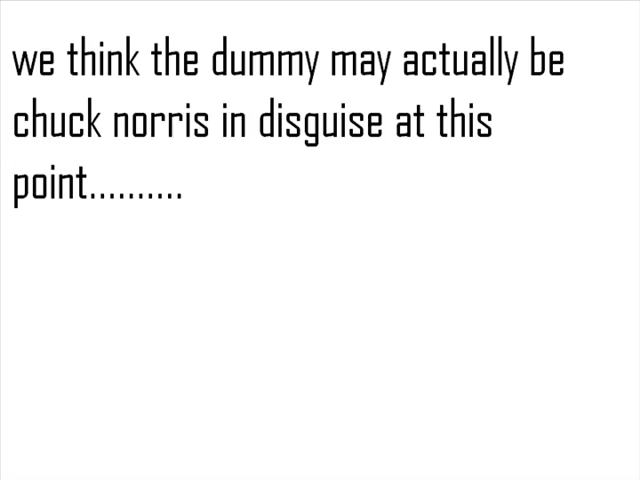 we think the dummy may actually be
chuck norris in disguise at this
point..........